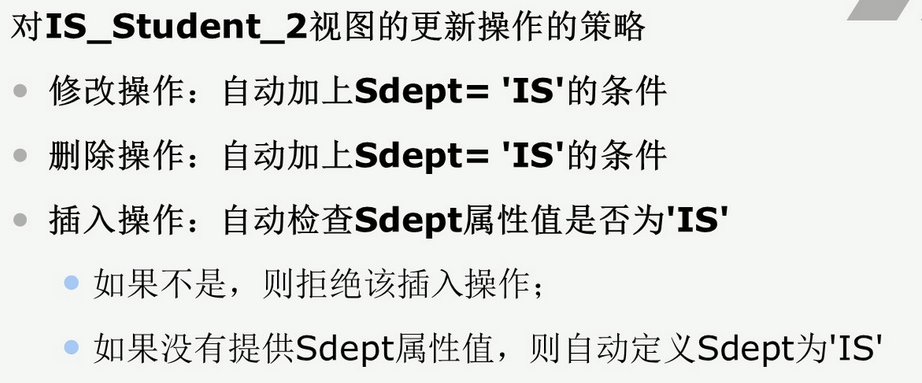 对IS_Student_2视图的更新操作的策略
修改操作：自动加上Sdept= 'IS'的条件
删除操作：自动加上Sdept= 'IS'的条件
插入操作：自动检查Sdept属性值是否为'IS'
如果不是，则拒绝该插入操作；
如果没有提供Sdept属性值，则自动定义Sdept为'IS'